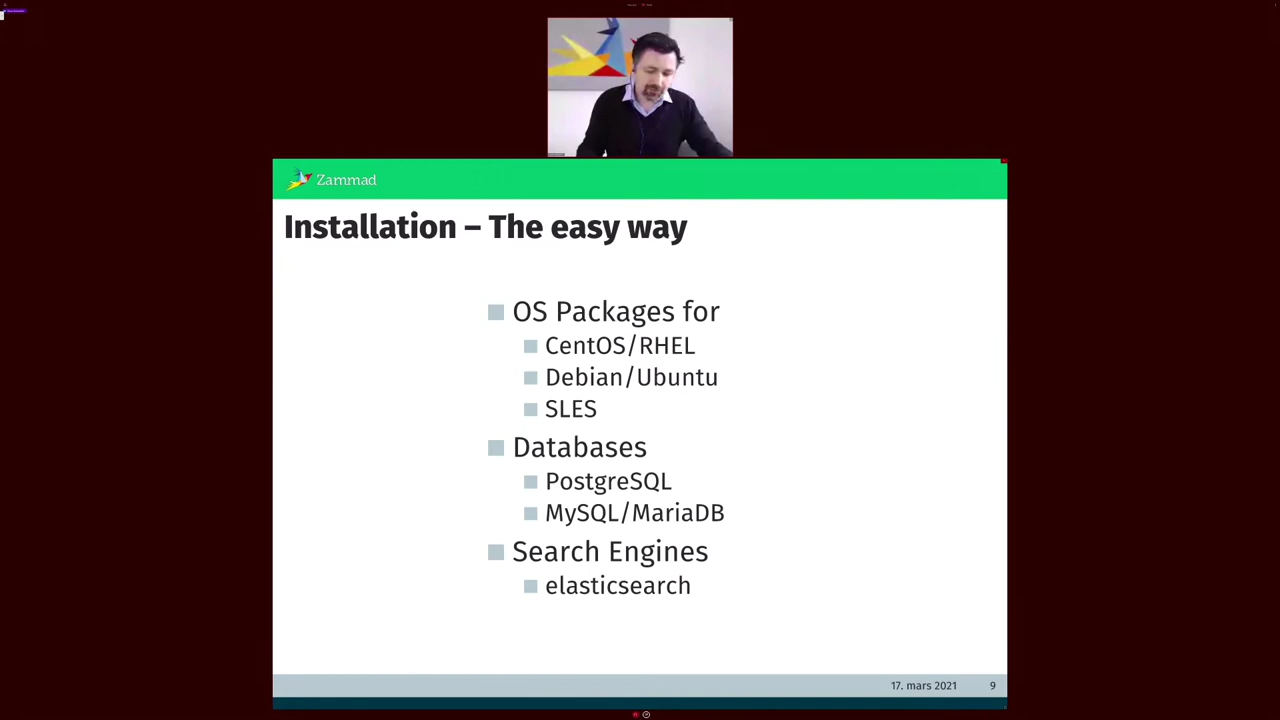 Zammad
Installation – The easy way
OS Packages for
CentOS/RHEL
Debian/Ubuntu
SLES
Databases
PostgreSQL
MySQL/MariaDB
Search Engines
elasticsearch
17. mars 2021 9